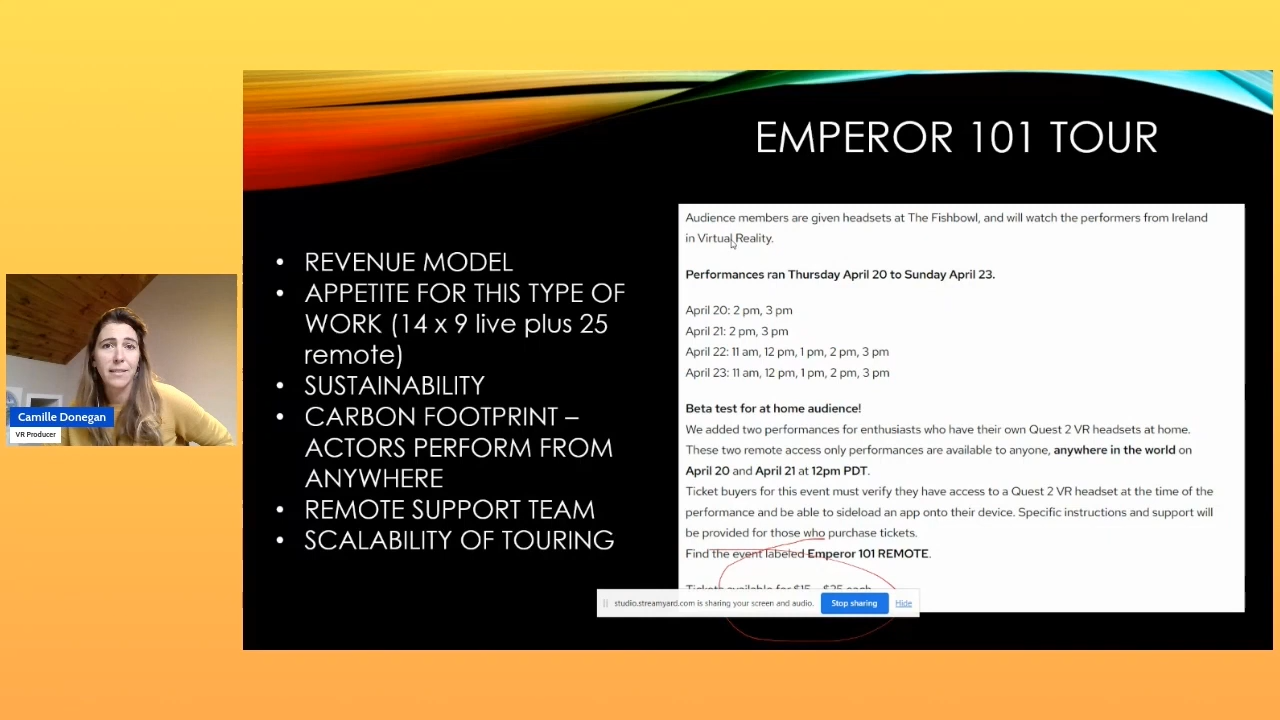 EMPEROR 101 TOUR
• REVENUE MODEL
• APPETITE FOR THIS TYPE OF
WORK (14 x 9 live plus 25
remote)
• SUSTAINABILITY
• CARBON FOOTPRINT –
ACTORS PERFORM FROM
ANYWHERE
• REMOTE SUPPORT TEAM
• SCALABILITY OF TOURING
Audience members are given headsets at The Fishbowl, and will watch the performers from Ireland
in Virtual Reality.
Performances ran Thursday April 20 to Sunday April 23.
April 20: 2 pm, 3 pm
April 21: 2 pm, 3 pm
April 22: 11 am, 12 pm, 1 pm, 2 pm, 3 pm
April 23: 11 am, 12 pm, 1 pm, 2 pm, 3 pm
Beta test for at home audience!
We added two performances for enthusiasts who have their own Quest 2 VR headsets at home.
These two remote access only performances are available to anyone, anywhere in the world on
April 20 and April 21 at 12pm PDT.
Ticket buyers for this event must verify they have access to a Quest 2 VR headset at the time of the
performance and be able to sideload an app onto their device. Specific instructions and support will
be provided for those who purchase tickets.
Find the event labeled Emperor 101 REMOTE.
Tickets available for $15 - $25 each
studio.streamyard.com is sharing your screen and audio.
Stop sharing
Hide
Camille Donegan
VR Producer